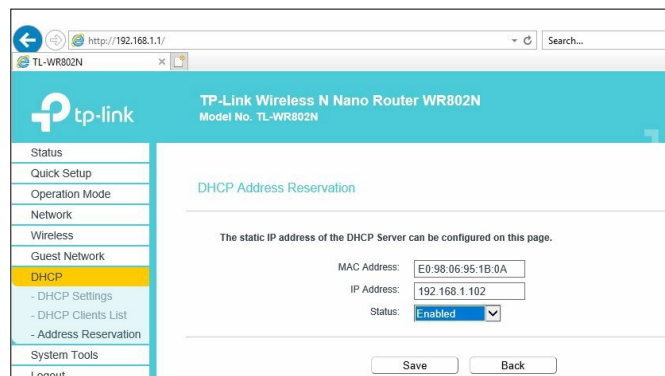 http://192.168.1.1/
Search...
TL-WR802N
tp-link
TP-Link Wireless N Nano Router WR802N
Model No. TL-WR802N
Status
Quick Setup
Operation Mode
Network
Wireless
Guest Network
DHCP
- DHCP Settings
- DHCP Clients List
- Address Reservation
System Tools
Logout
DHCP Address Reservation
The static IP address of the DHCP Server can be configured on this page.
MAC Address: E0:98:06:95:1B:0A
IP Address: 192.168.1.102
Status: Enabled
Save Back